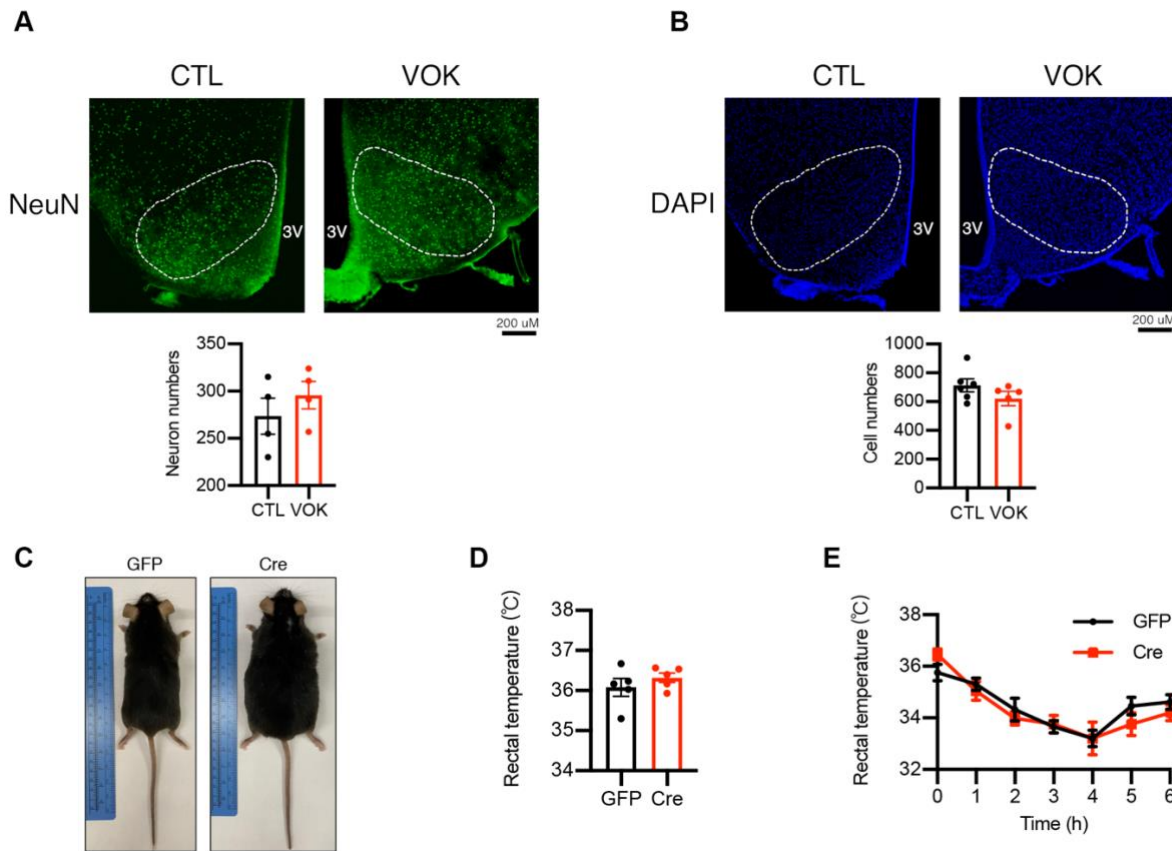 A
CTL
VOK
NeuN
3V
3V
200 uM
Neuron numbers
350
300
250
200
CTL VOK
B
CTL
VOK
DAPI
3V
3V
200 uM
Cell numbers
1000
800
600
400
200
0
CTL VOK
C
GFP
Cre
D
Rectal temperature (℃)
38
37
36
35
34
GFP Cre
E
Rectal temperature (℃)
38
36
34
32
GFP
Cre
0 1 2 3 4 5 6
Time (h)